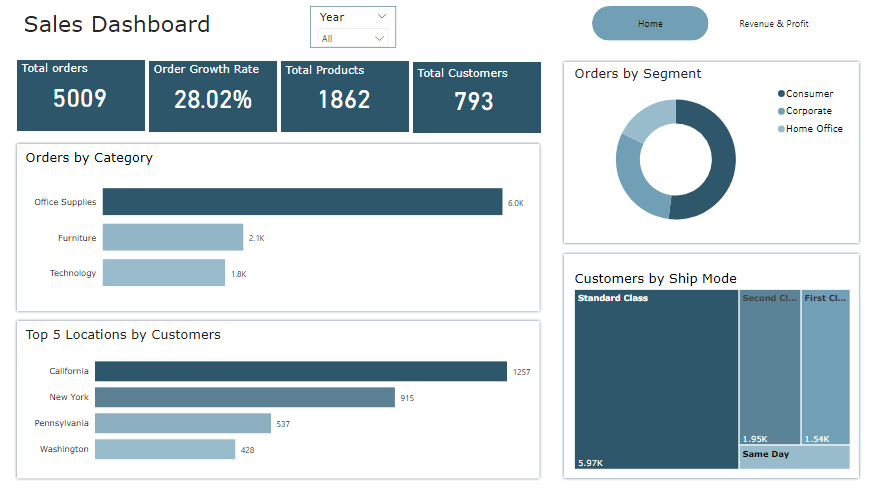 Sales Dashboard
Year
All
Home
Revenue & Profit
Total orders
5009
Order Growth Rate
28.02%
Total Products
1862
Total Customers
793
Orders by Category
Office Supplies
6.0K
Furniture
2.1K
Technology
1.8K
Top 5 Locations by Customers
California
1257
New York
915
Pennsylvania
537
Washington
428
Orders by Segment
Consumer
Corporate
Home Office
Customers by Ship Mode
Standard Class
5.97K
Second Cl...
1.95K
First Cl...
1.54K
Same Day